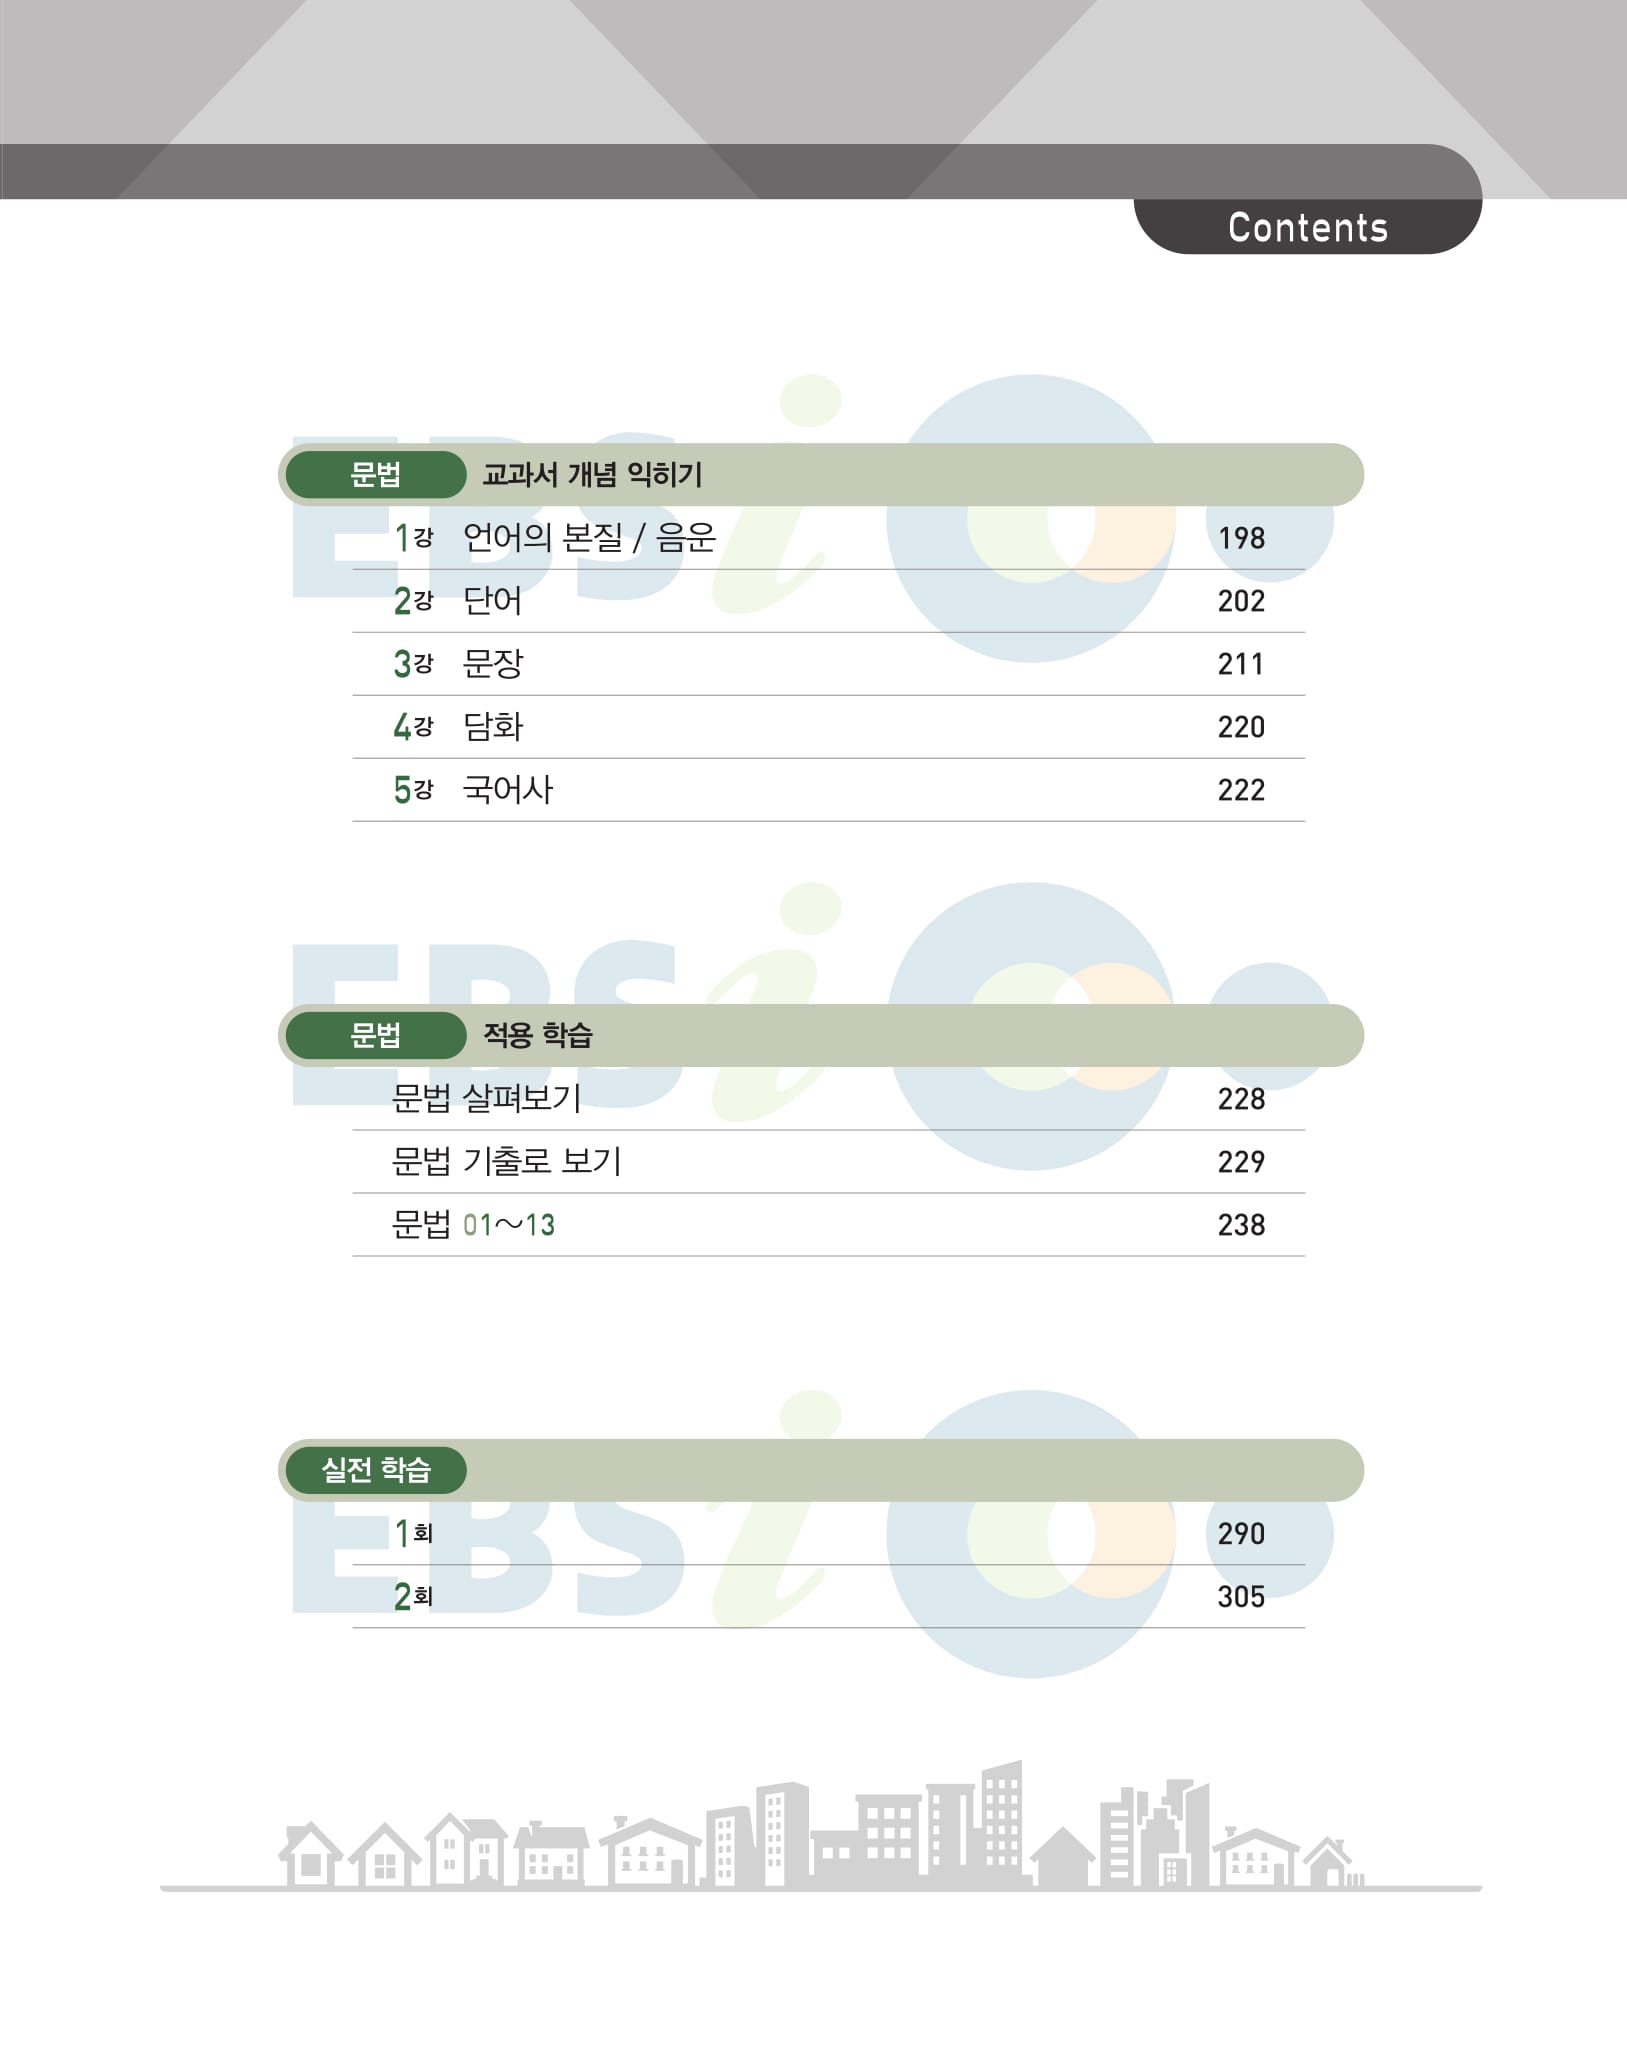 Contents
문법 교과서 개념 익히기
1강 언어의 본질 / 음운 198
2강 단어 202
3강 문장 211
4강 담화 220
5강 국어사 222
문법 적용 학습
문법 살펴보기 228
문법 기출로 보기 229
문법 01~13 238
실전 학습
1회 290
2회 305
EBSi
EBSi
EBSi